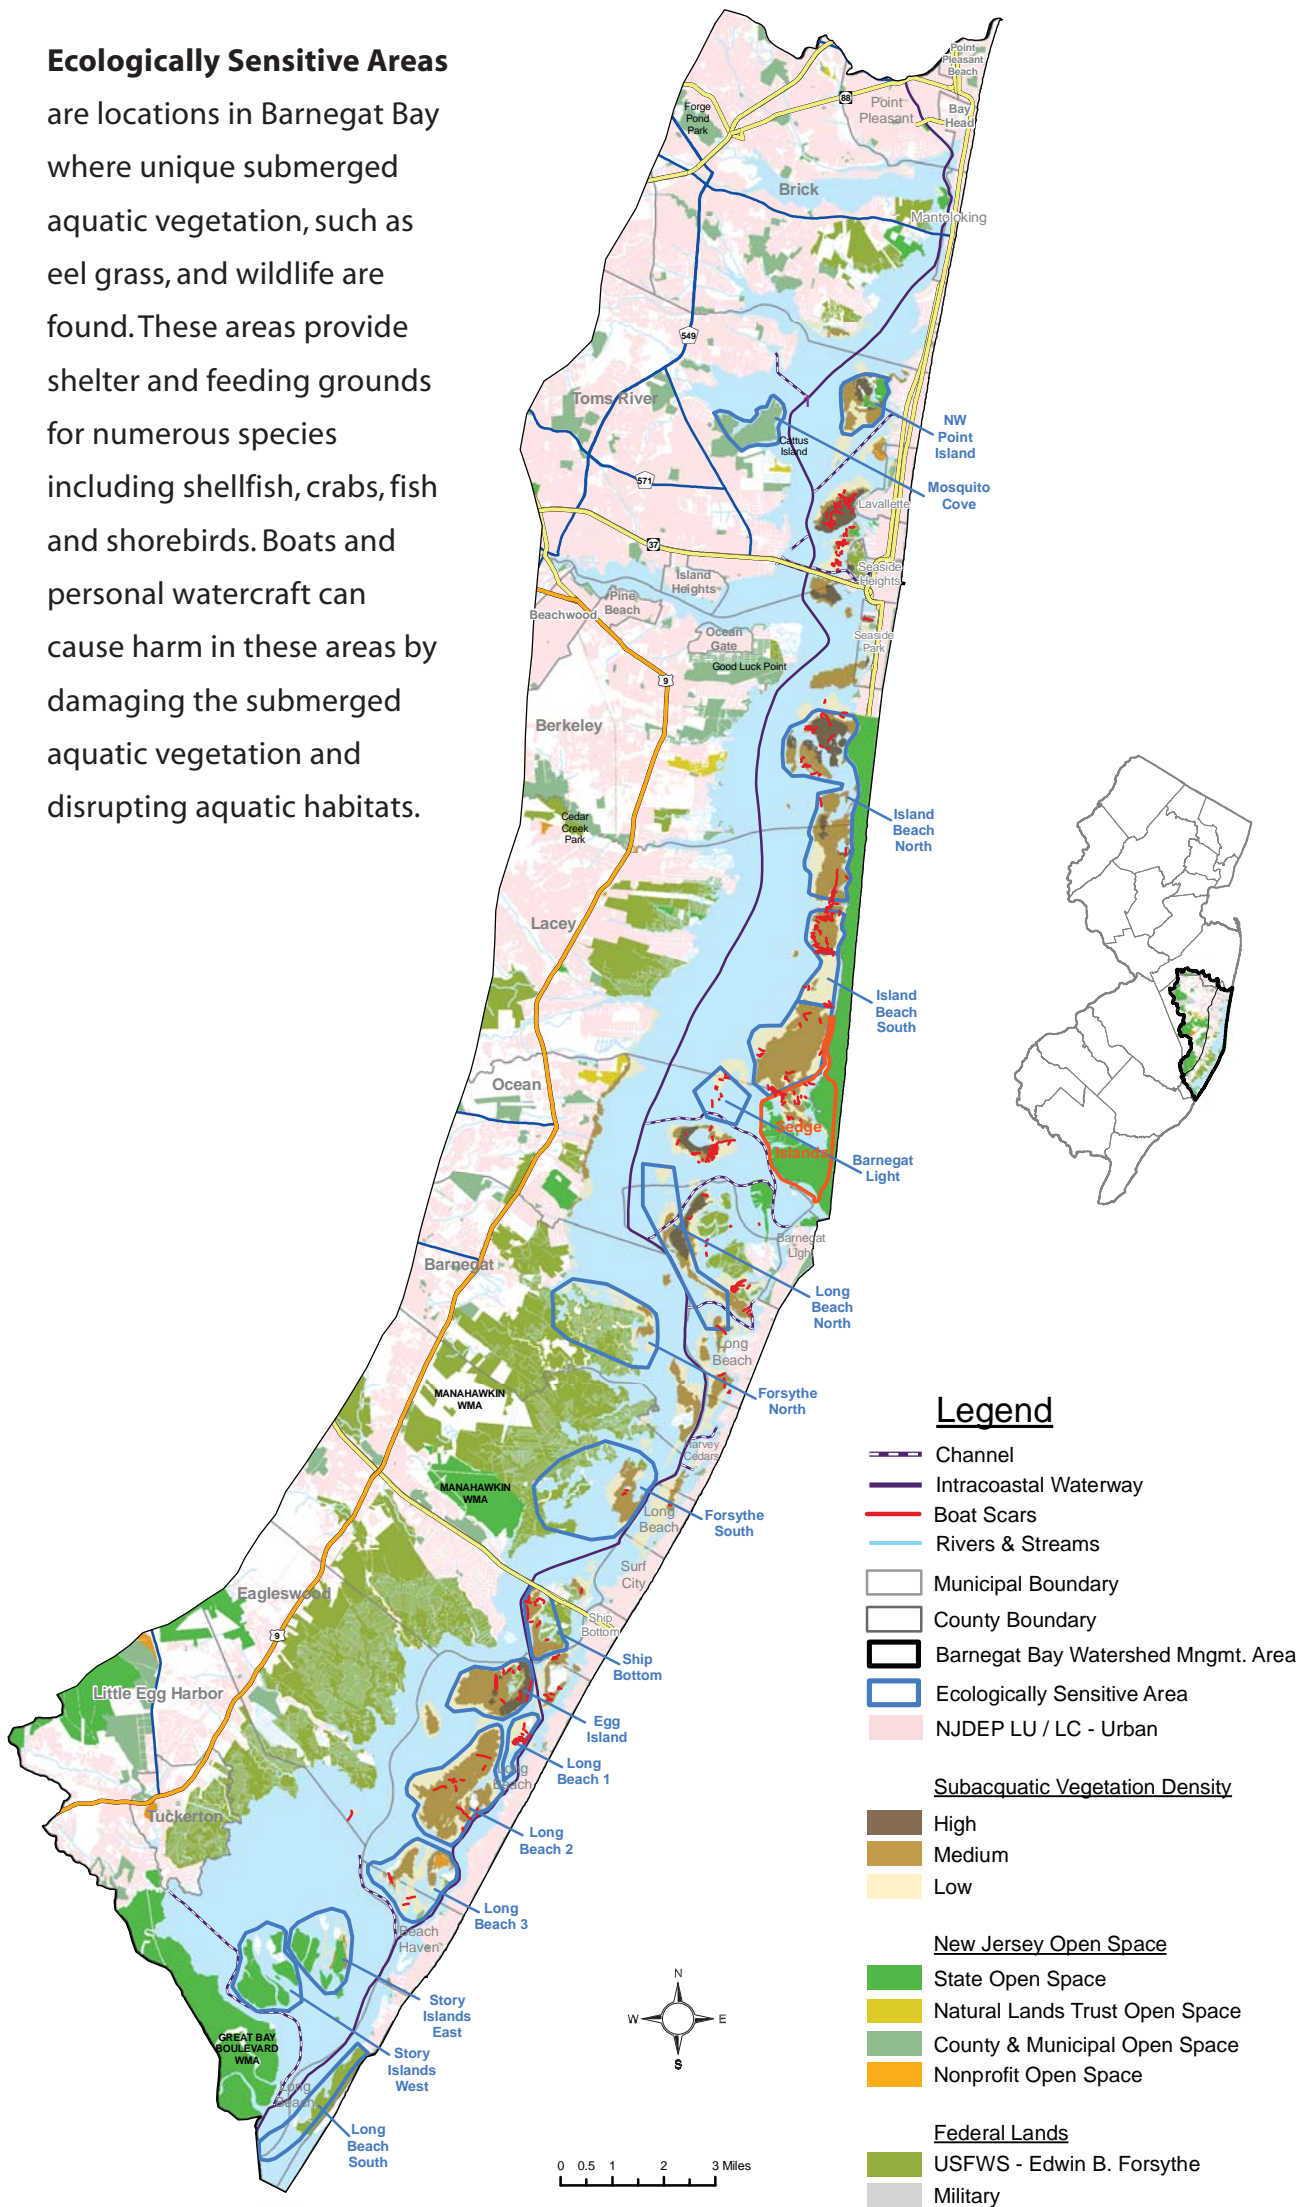 Ecologically Sensitive Areas
are locations in Barnegat Bay
where unique submerged
aquatic vegetation, such as
eel grass, and wildlife are
found. These areas provide
shelter and feeding grounds
for numerous species
including shellfish, crabs, fish
and shorebirds. Boats and
personal watercraft can
cause harm in these areas by
damaging the submerged
aquatic vegetation and
disrupting aquatic habitats.
Point
Pleasant
Beach
88
Point
Pleasant
Bay
Head
Forge
Pond
Park
Brick
Mantoloking
549
Toms River
Cattus
Island
NW
Point
Island
571
Mosquito
Cove
Lavallette
37
Island
Heights
Seaside
Heights
Pine
Beach
Beachwood
Ocean
Gate
Seaside
Park
Good Luck Point
9
Berkeley
Cedar
Creek
Park
Island
Beach
North
Lacey
Island
Beach
South
Ocean
Sedge
Islands
Barnegat
Light
Barnegat
Light
Barnegat
Long
Beach
North
Long
Beach
Forsythe
North
MANAHAWKIN
WMA
Harvey
Cedars
MANAHAWKIN
WMA
Long
Beach
Forsythe
South
Surf
City
Eagleswood
Ship
Bottom
9
Ship
Bottom
Little Egg Harbor
Egg
Island
Long
Beach
Long
Beach 1
Tuckerton
Long
Beach 2
Long
Beach 3
Beach
Haven
Story
Islands
East
GREAT BAY
BOULEVARD
WMA
Story
Islands
West
Long
Beach
Long
Beach
South
N
W
E
S
0 0.5 1 2 3 Miles
Legend
Channel
Intracoastal Waterway
Boat Scars
Rivers & Streams
Municipal Boundary
County Boundary
Barnegat Bay Watershed Mngmt. Area
Ecologically Sensitive Area
NJDEP LU / LC - Urban
Subacquatic Vegetation Density
High
Medium
Low
New Jersey Open Space
State Open Space
Natural Lands Trust Open Space
County & Municipal Open Space
Nonprofit Open Space
Federal Lands
USFWS - Edwin B. Forsythe
Military